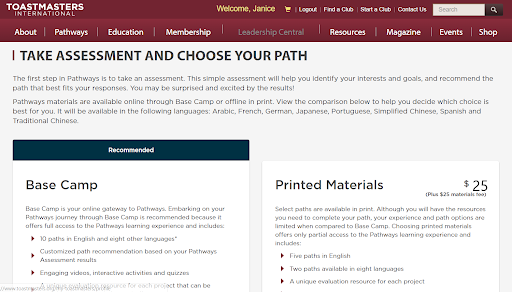 TOASTMASTERS
INTERNATIONAL
Welcome, Janice | Logout | Find a Club | Start a Club | Contact Us Search
About Pathways Education Membership Leadership Central Resources Magazine Events Shop
TAKE ASSESSMENT AND CHOOSE YOUR PATH
The first step in Pathways is to take an assessment. This simple assessment will help you identify your interests and goals, and recommend the
path that best fits your responses. You may be surprised and excited by the results!
Pathways materials are available online through Base Camp or offline in print. View the comparison below to help you decide which choice is
best for you. It will be available in the following languages: Arabic, French, German, Japanese, Portuguese, Simplified Chinese, Spanish and
Traditional Chinese.
Recommended
Base Camp
Base Camp is your online gateway to Pathways. Embarking on your
Pathways journey through Base Camp is recommended because it
offers full access to the Pathways learning experience and includes:
10 paths in English and eight other languages*
Customized path recommendation based on your Pathways
Assessment results
Engaging videos, interactive activities and quizzes
A unique evaluation resource for each project that can be
Printed Materials $ 25
(Plus $25 materials fee)
Select paths are available in print. Although you will have the resources
you need to complete your path, your experience and path options are
limited when compared to Base Camp. Choosing printed materials
offers only partial access to the Pathways learning experience and
includes:
Five paths in English
Two paths available in eight languages
A unique evaluation resource for each project